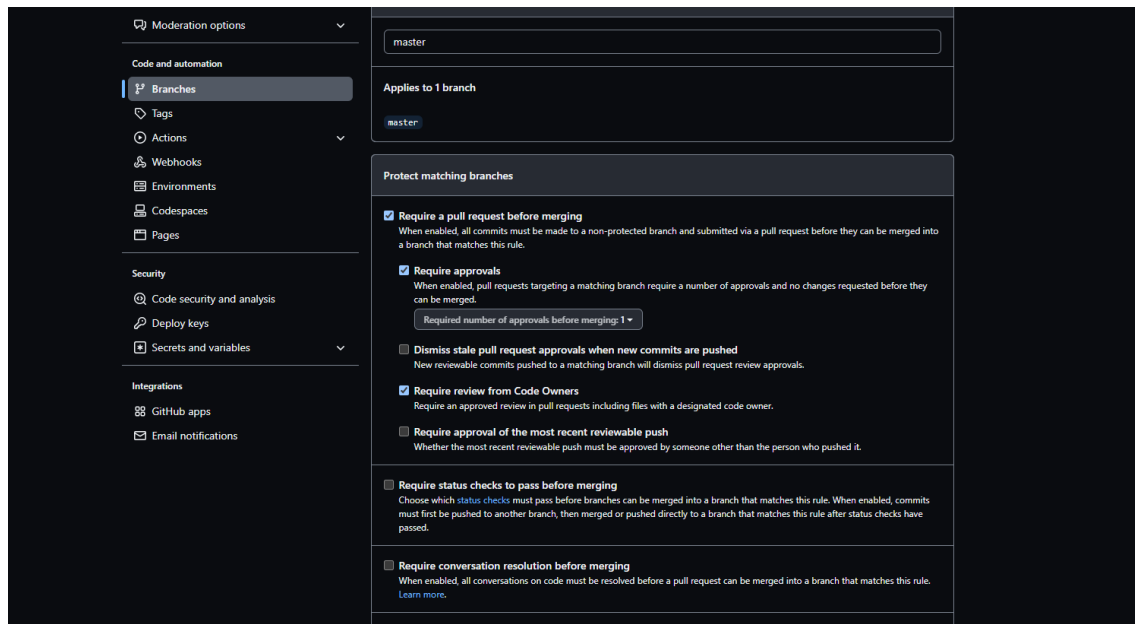 Moderation options
Code and automation
Branches
Tags
Actions
Webhooks
Environments
Codespaces
Pages
Security
Code security and analysis
Deploy keys
Secrets and variables
Integrations
GitHub apps
Email notifications
master
Applies to 1 branch
master
Protect matching branches
Require a pull request before merging
When enabled, all commits must be made to a non-protected branch and submitted via a pull request before they can be merged into
a branch that matches this rule.
Require approvals
When enabled, pull requests targeting a matching branch require a number of approvals and no changes requested before they
can be merged.
Required number of approvals before merging: 1
Dismiss stale pull request approvals when new commits are pushed
New reviewable commits pushed to a matching branch will dismiss pull request review approvals.
Require review from Code Owners
Require an approved review in pull requests including files with a designated code owner.
Require approval of the most recent reviewable push
Whether the most recent reviewable push must be approved by someone other than the person who pushed it.
Require status checks to pass before merging
Choose which status checks must pass before branches can be merged into a branch that matches this rule. When enabled, commits
must first be pushed to another branch, then merged or pushed directly to a branch that matches this rule after status checks have
passed.
Require conversation resolution before merging
When enabled, all conversations on code must be resolved before a pull request can be merged into a branch that matches this rule.
Learn more.